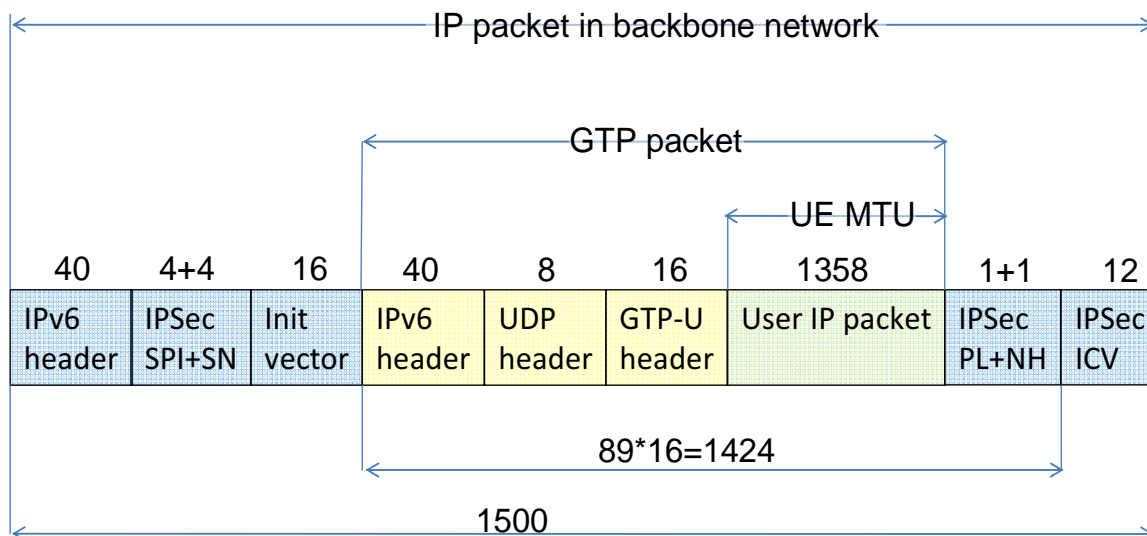 IP packet in backbone network
GTP packet
UE MTU
40 4+4 16 40 8 16 1358 1+1 12
IPv6 IPSec Init IPv6 UDP GTP-U User IP packet IPSec IPSec
header SPI+SN vector header header header PL+NH ICV
89*16=1424
1500